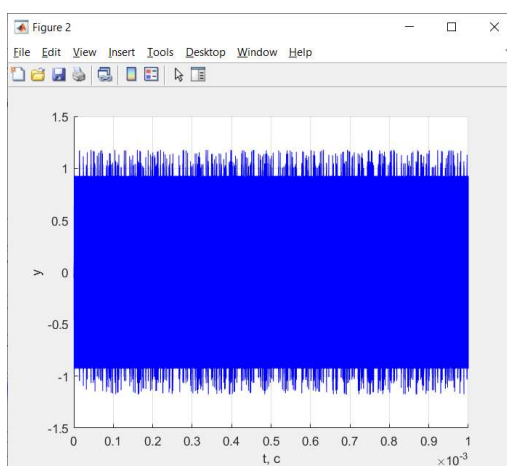 Figure 2
File Edit View Insert Tools Desktop Window Help
1.5
1
0.5
0
-0.5
-1
-1.5
y
0 0.1 0.2 0.3 0.4 0.5 0.6 0.7 0.8 0.9 1
t, c
×10⁻³